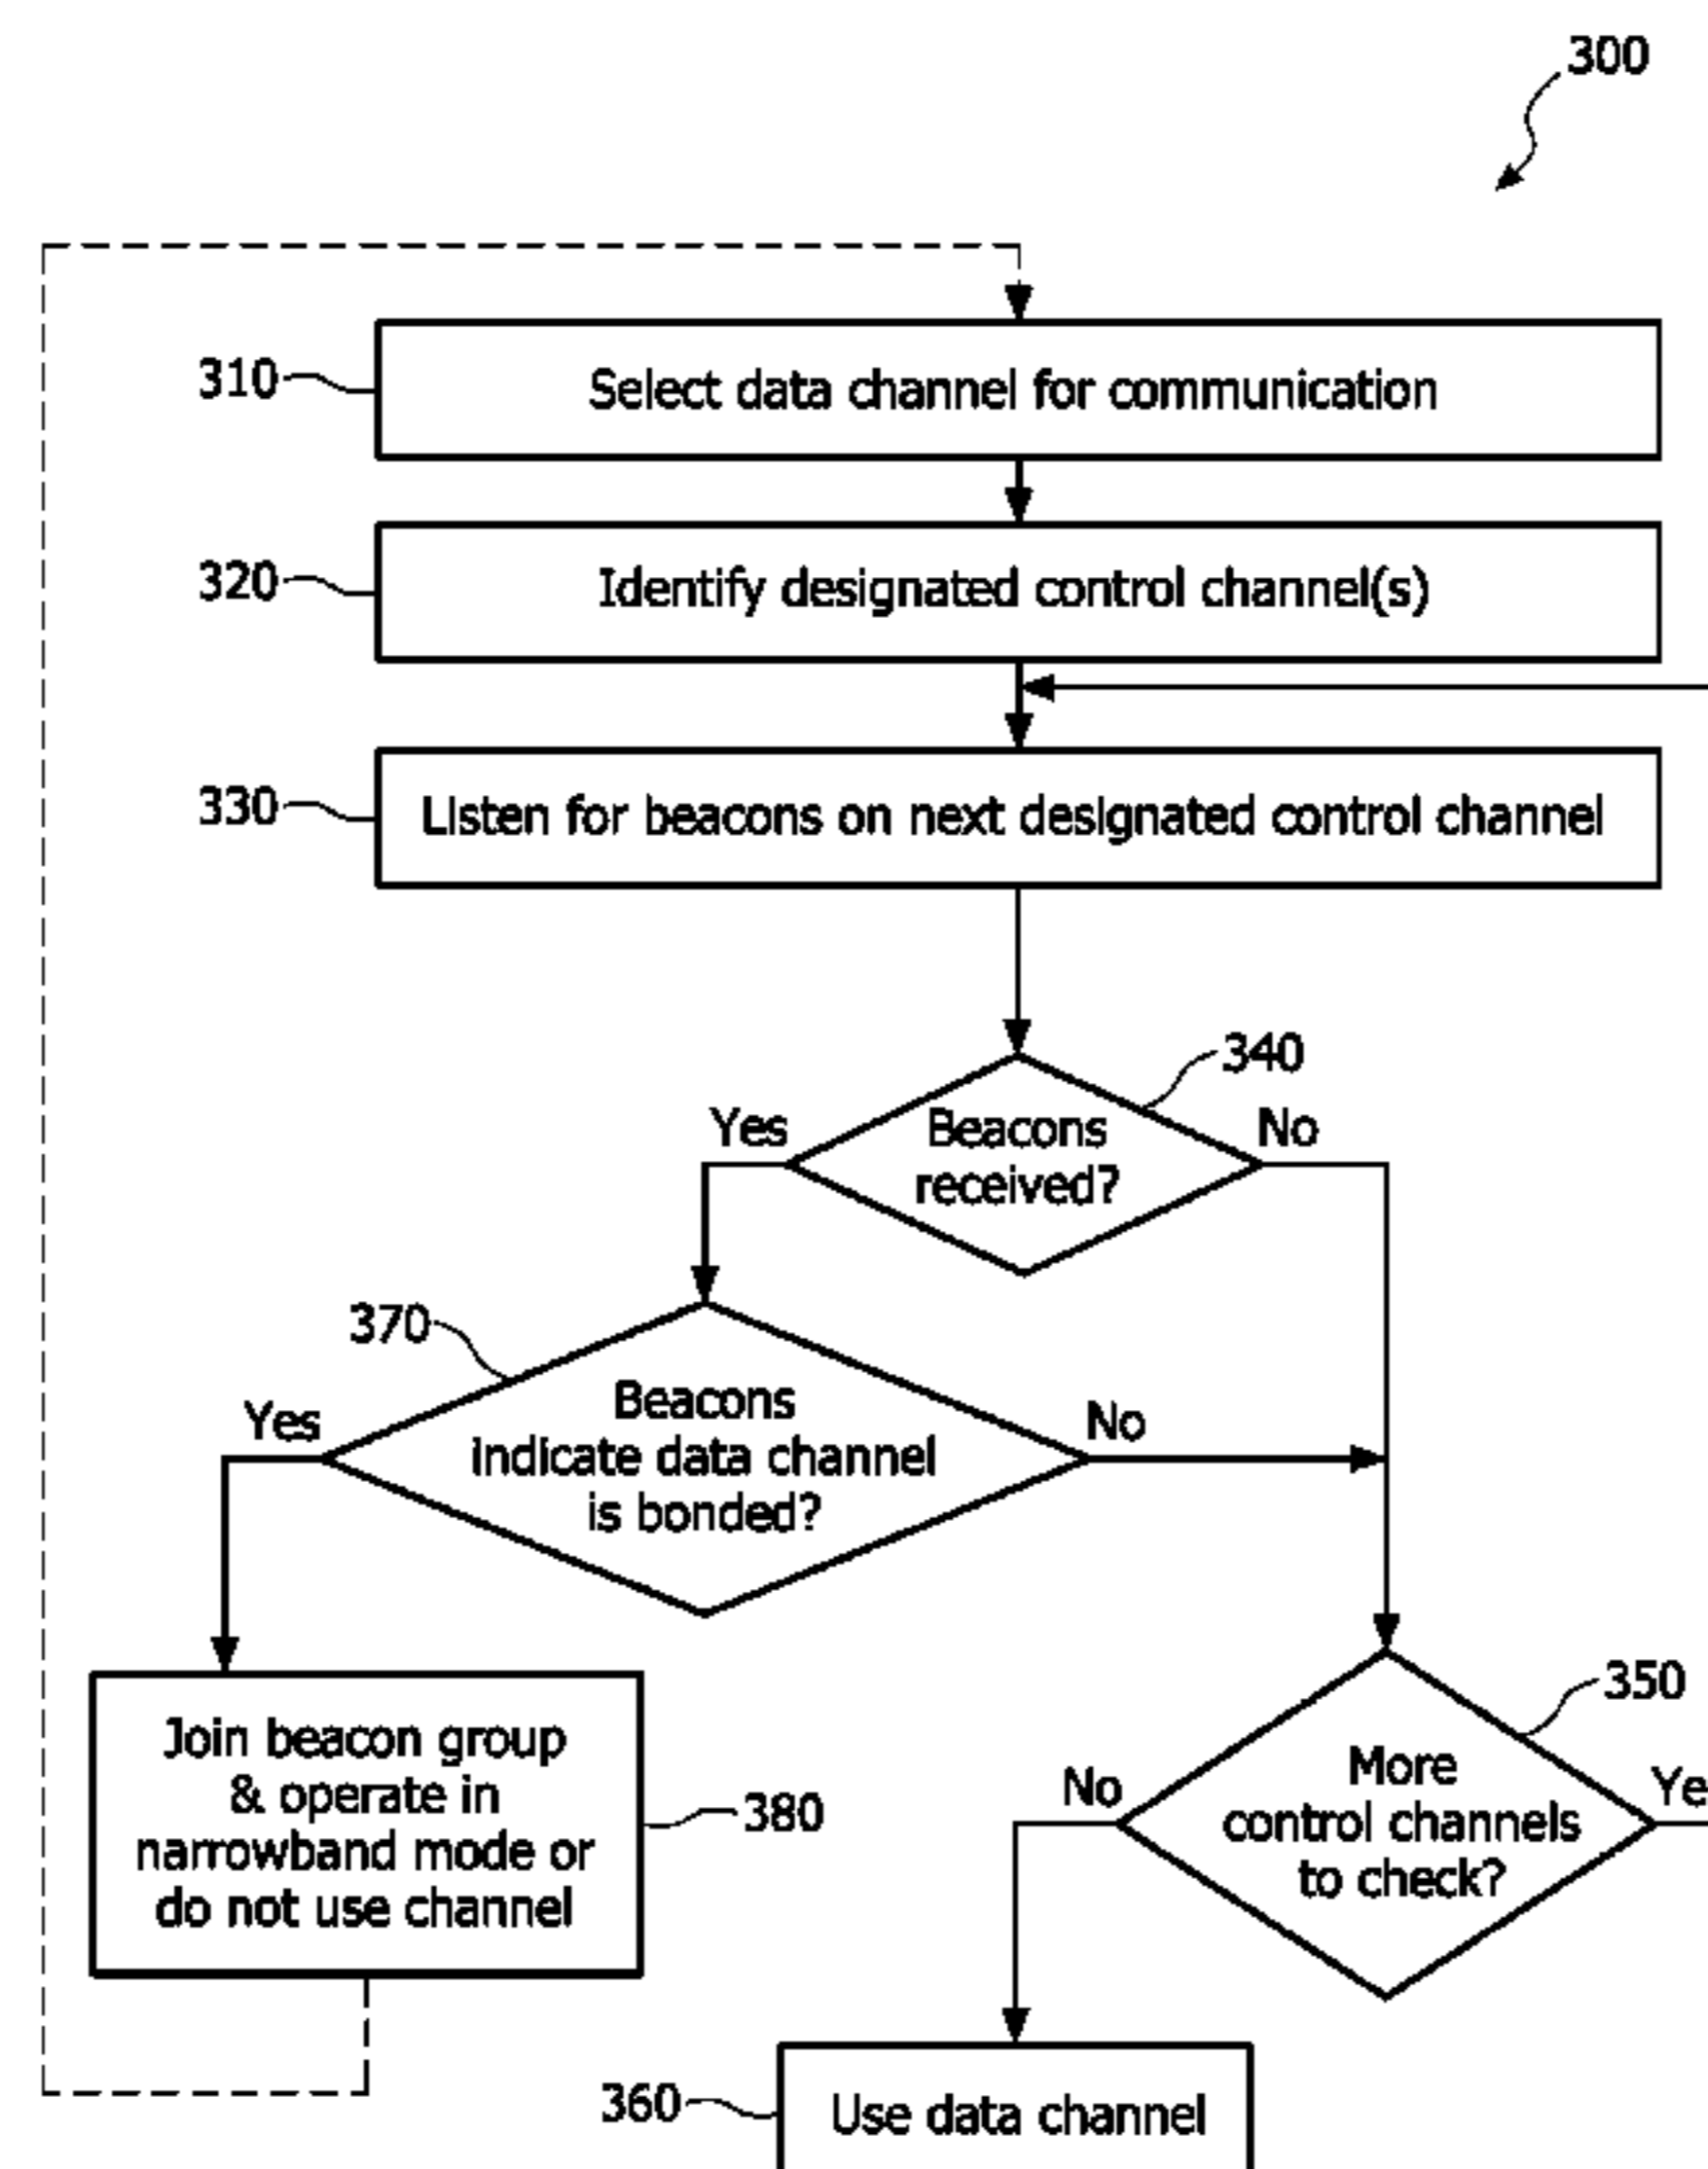 300
310
Select data channel for communication
320
Identify designated control channel(s)
330
Listen for beacons on next designated control channel
340
Yes
Beacons
received?
No
370
Yes
Beacons
indicate data channel
is bonded?
No
350
No
More
control channels
to check?
Ye
Join beacon group
& operate in
narrowband mode or
do not use channel
380
360
Use data channel